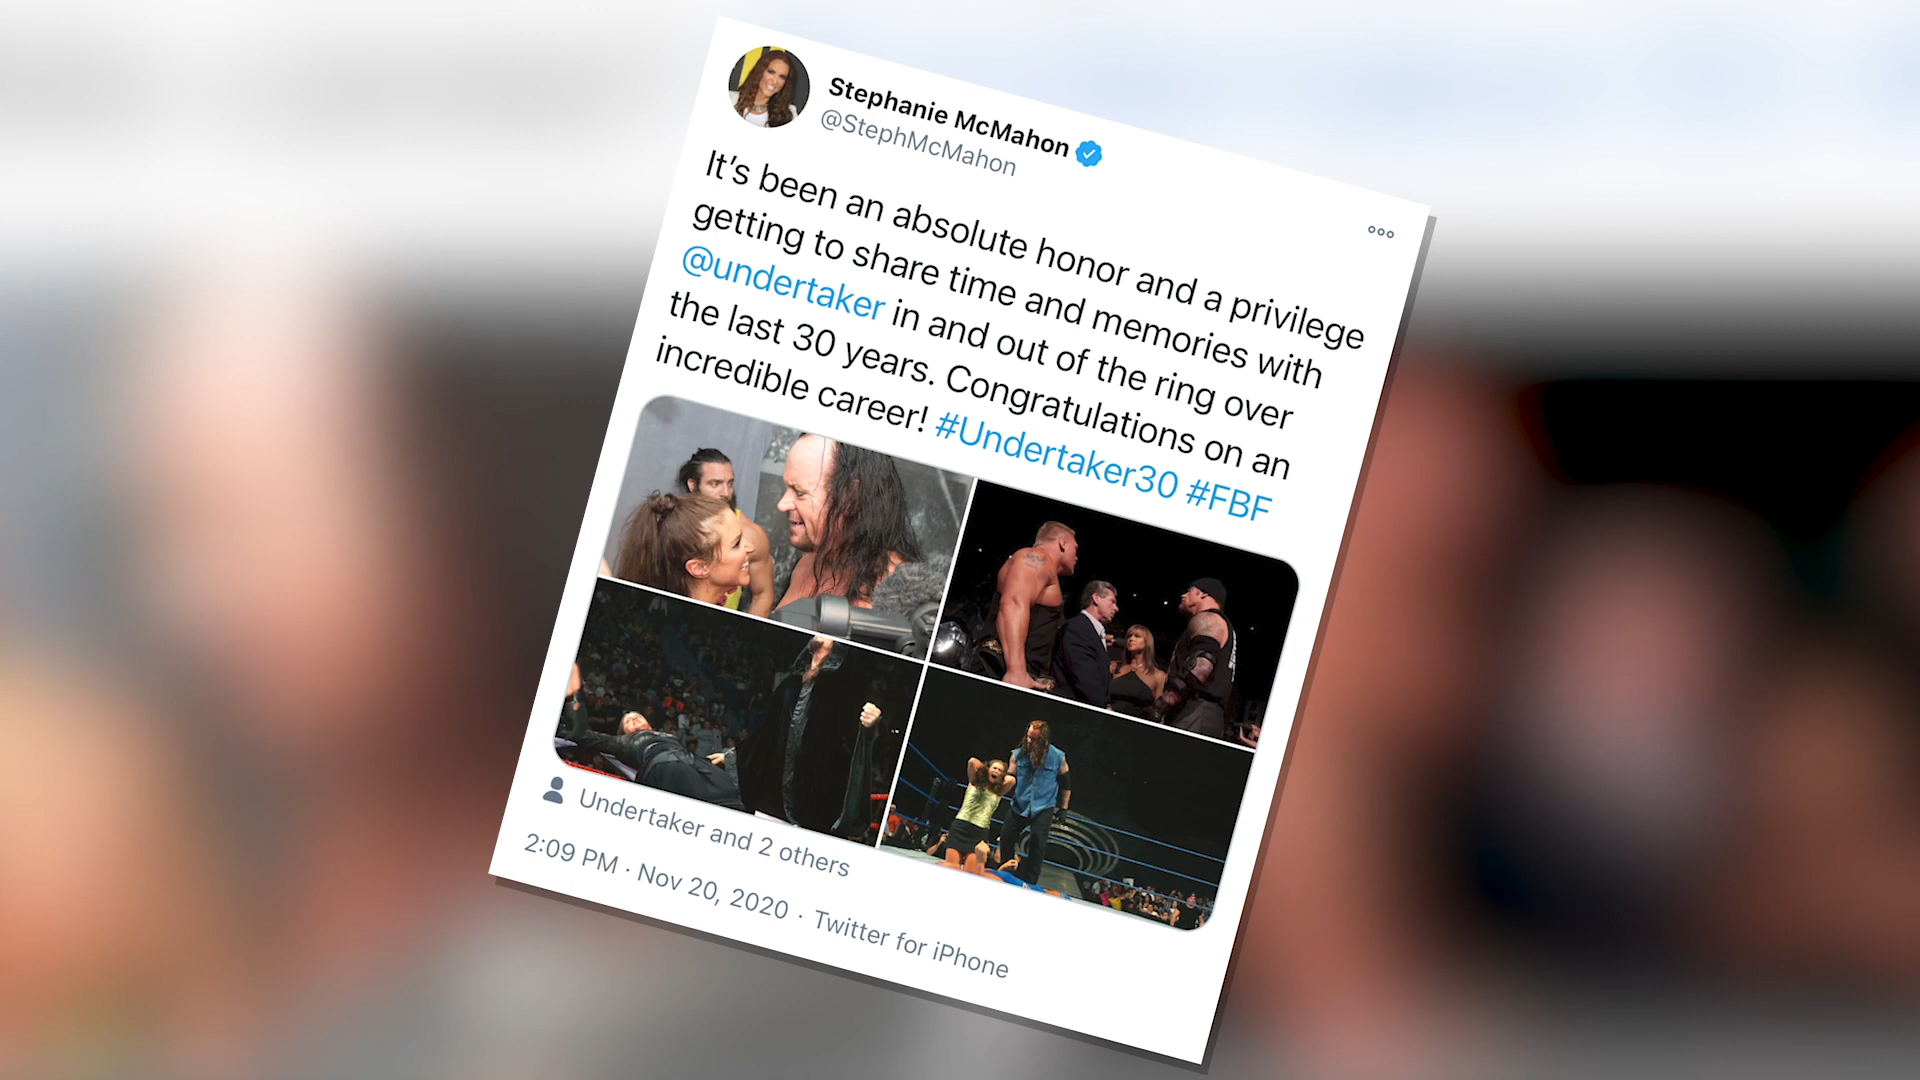 Stephanie McMahon
@StephMcMahon
It’s been an absolute honor and a privilege
getting to share time and memories with
@undertaker in and out of the ring over
the last 30 years. Congratulations on an
incredible career! #Undertaker30 #FBF
Undertaker and 2 others
2:09 PM · Nov 20, 2020 · Twitter for iPhone